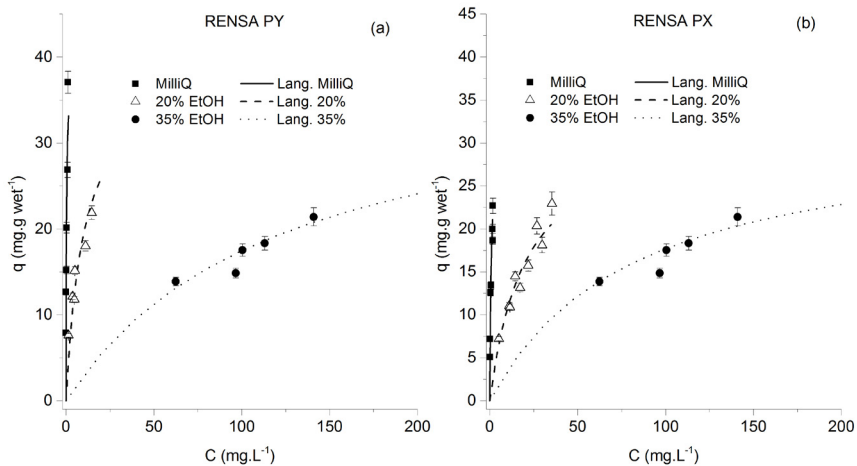 RENSA PY
(a)
MilliQ
20% EtOH
35% EtOH
Lang. MilliQ
Lang. 20%
Lang. 35%
40
30
20
10
0
q (mg.g wet⁻¹)
0
50
100
150
200
C (mg.L⁻¹)
RENSA PX
(b)
MilliQ
20% EtOH
35% EtOH
Lang. MilliQ
Lang. 20%
Lang. 35%
45
40
35
30
25
20
15
10
5
0
q (mg.g wet⁻¹)
0
50
100
150
200
C (mg.L⁻¹)